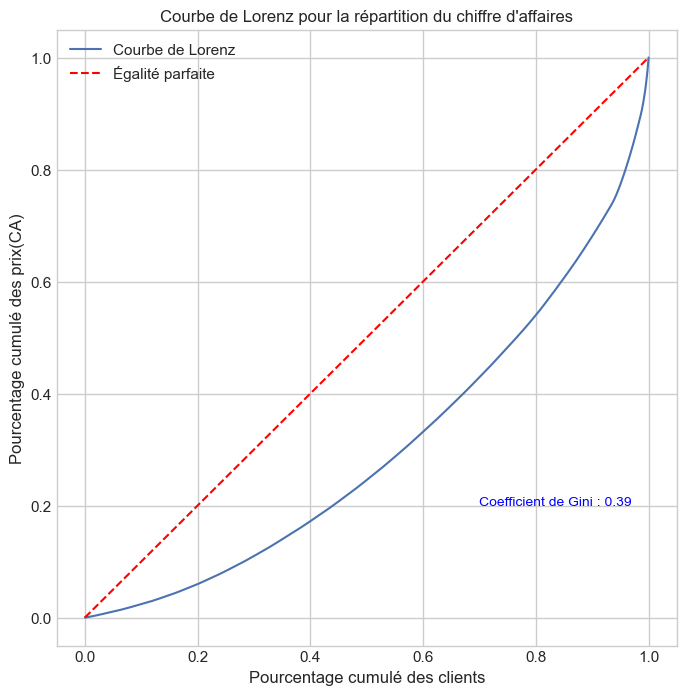 Courbe de Lorenz pour la répartition du chiffre d'affaires
Courbe de Lorenz
Égalité parfaite
1.0
0.8
0.6
0.4
0.2
0.0
Pourcentage cumulé des prix(CA)
Coefficient de Gini : 0.39
0.0
0.2
0.4
0.6
0.8
1.0
Pourcentage cumulé des clients